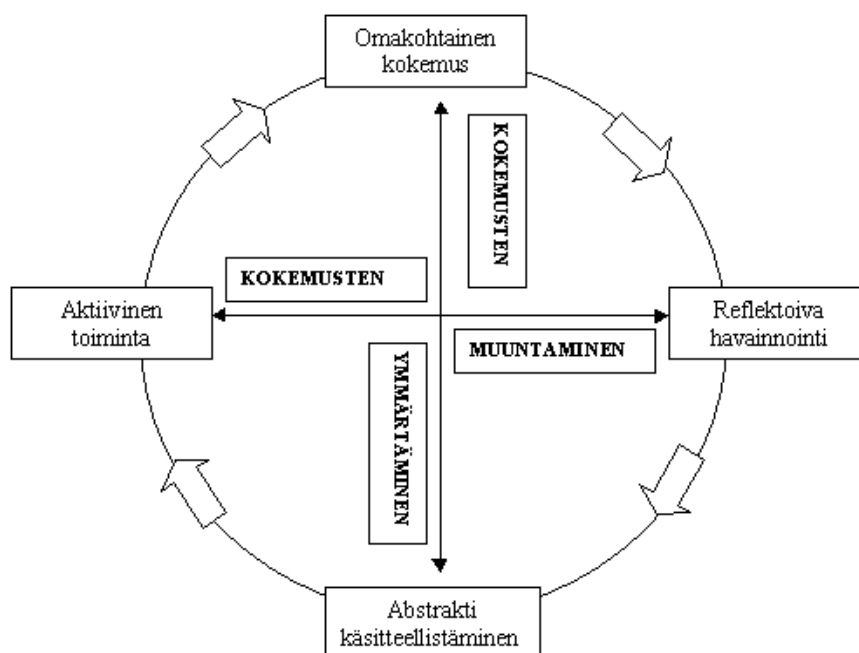 Omakohtainen
kokemus
KOKEMUSTEN
KOKEMUSTEN
Aktiivinen
toiminta
Reflektoiva
havainnointi
MUUNTAMINEN
YMMÄRTÄMINEN
Abstrakti
käsitteellistäminen